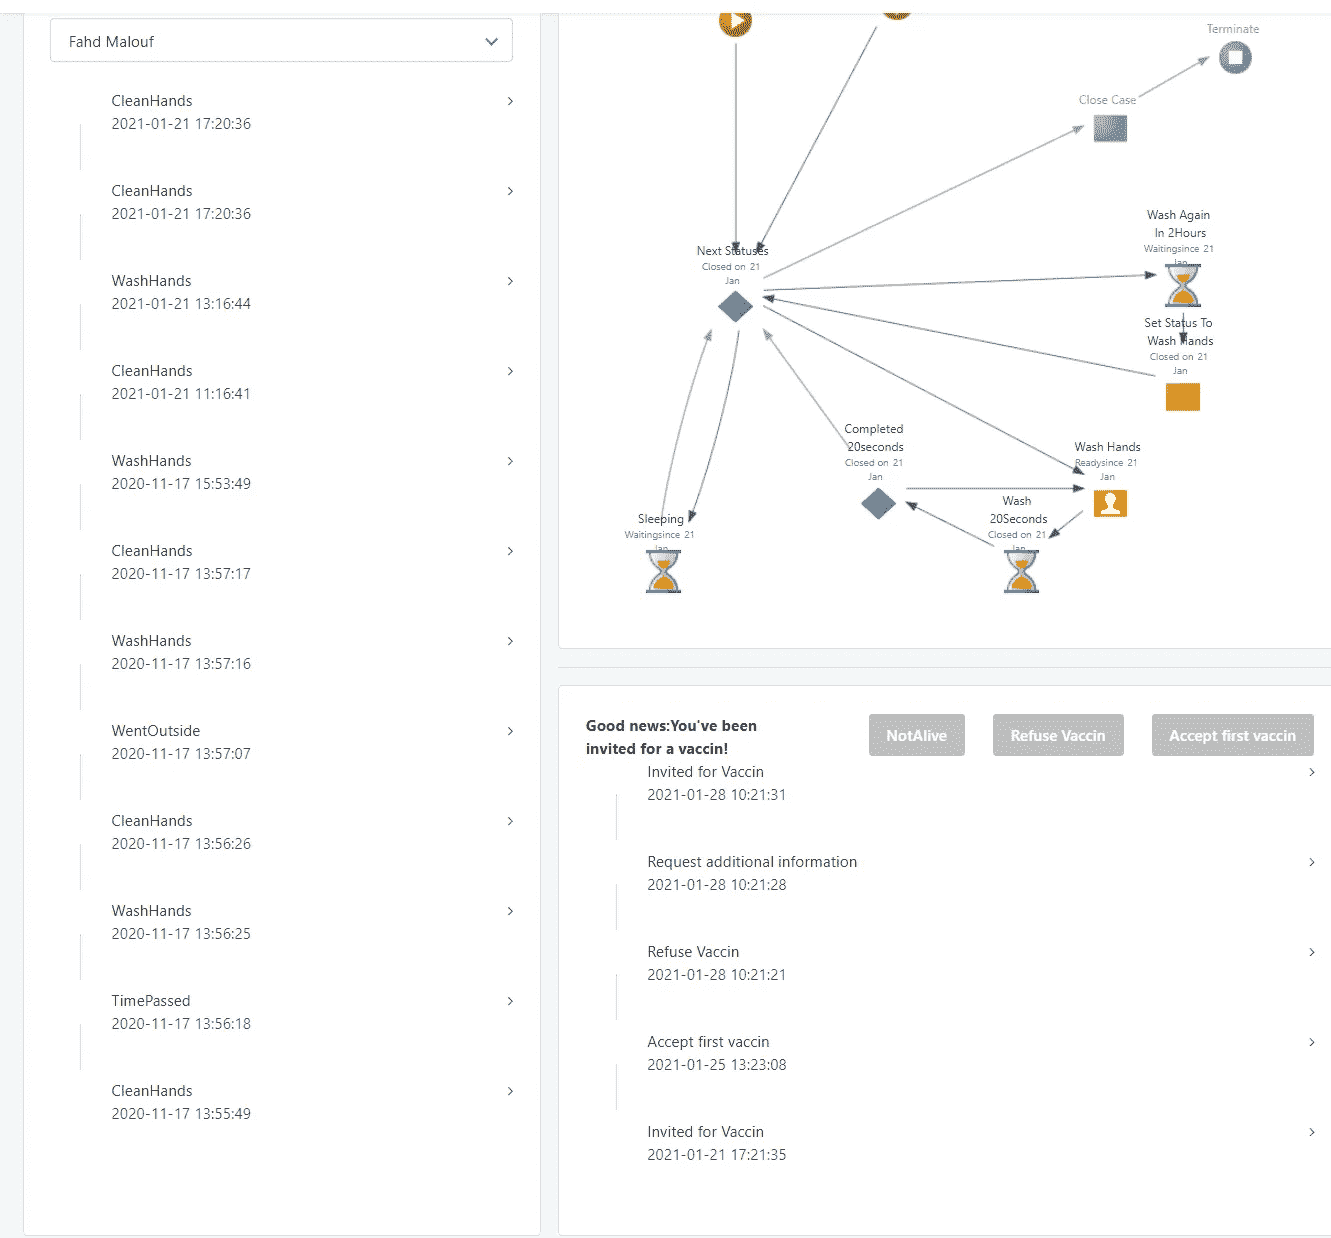 Fahd Malouf
CleanHands
2021-01-21 17:20:36
CleanHands
2021-01-21 17:20:36
WashHands
2021-01-21 13:16:44
CleanHands
2021-01-21 11:16:41
WashHands
2020-11-17 15:53:49
CleanHands
2020-11-17 13:57:17
WashHands
2020-11-17 13:57:16
WentOutside
2020-11-17 13:57:07
CleanHands
2020-11-17 13:56:26
WashHands
2020-11-17 13:56:25
TimePassed
2020-11-17 13:56:18
CleanHands
2020-11-17 13:55:49
Terminate
Close Case
Wash Again
In 2Hours
Waitingsince 21
Jan
Next Statuses
Closed on 21
Jan
Set Status To
Wash Hands
Closed on 21
Jan
Completed
20seconds
Closed on 21
Jan
Wash Hands
Readysince 21
Jan
Wash
20Seconds
Closed on 21
Jan
Sleeping
Waitingsince 21
Jan
Good news:You've been
invited for a vaccin!
NotAlive
Refuse Vaccin
Accept first vaccin
Invited for Vaccin
2021-01-28 10:21:31
Request additional information
2021-01-28 10:21:28
Refuse Vaccin
2021-01-28 10:21:21
Accept first vaccin
2021-01-25 13:23:08
Invited for Vaccin
2021-01-21 17:21:35